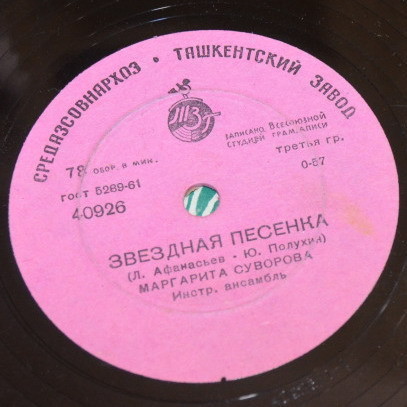 СРЕДАЗСОВНАРХОЗ • ТАШКЕНТСКИЙ ЗАВОД
ТЗГ
ЗАПИСАНО ВСЕСОЮЗНОЙ
СТУДИЕЙ ГРАМЗАПИСИ
78 ОБОР. В МИН.
третья гр.
ГОСТ 5289-61
0-57
40926
ЗВЕЗДНАЯ ПЕСЕНКА
(Л. Афанасьев - Ю. Полухин)
МАРГАРИТА СУВОРОВА
Инстр. ансамбль